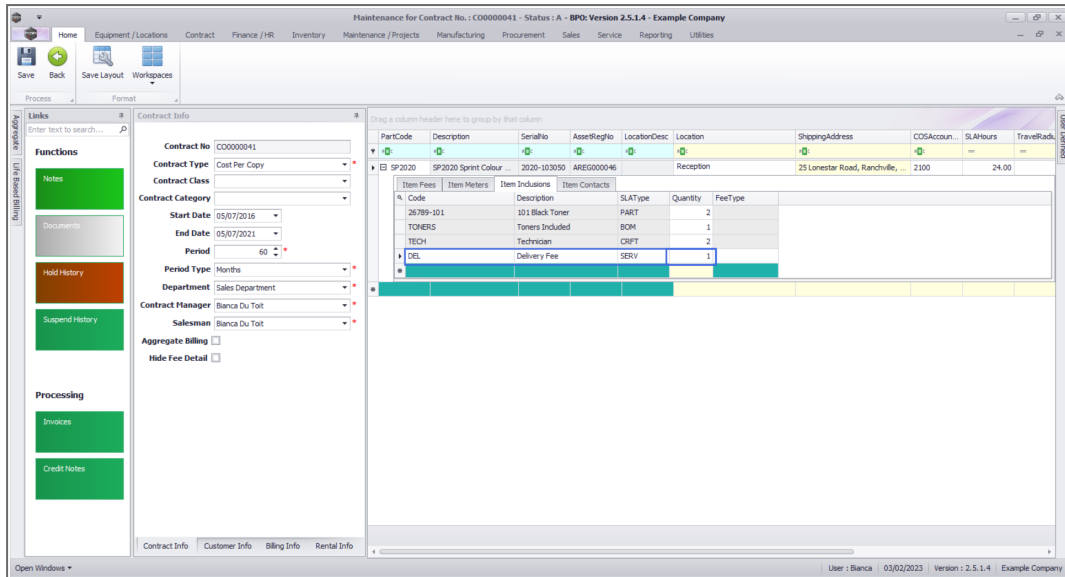 Maintenance for Contract No. : CO0000041 - Status : A - BPO: Version 2.5.1.4 - Example Company
Home Equipment / Locations Contract Finance / HR Inventory Maintenance / Projects Manufacturing Procurement Sales Service Reporting Utilities
Save Back Save Layout Workspaces
Process Format
Aggregate
Life Based Billing
Links
Enter text to search...
Functions
Notes
Documents
Hold History
Suspend History
Processing
Invoices
Credit Notes
Contract Info
Contract No CO0000041
Contract Type Cost Per Copy *
Contract Class
Contract Category
Start Date 05/07/2016
End Date 05/07/2021
Period 60 *
Period Type Months *
Department Sales Department *
Contract Manager Bianca Du Toit *
Salesman Bianca Du Toit *
Aggregate Billing
Hide Fee Detail
Contract Info Customer Info Billing Info Rental Info
Drag a column header here to group by that column
PartCode Description SerialNo AssetRegNo LocationDesc Location ShippingAddress COSAccoun... SLAHours TravelRadiu
SP2020 SP2020 Sprint Colour ... 2020-103050 AREG000046 Reception 25 Lonestar Road, Ranchville, ... 2100 24.00
Item Fees Item Meters Item Inclusions Item Contacts
Code Description SLAType Quantity FeeType
26789-101 101 Black Toner PART 2
TONERS Toners Included BOM 1
TECH Technician CRFT 2
DEL Delivery Fee SERV 1
User Defined
Open Windows User : Bianca 03/02/2023 Version : 2.5.1.4 Example Company